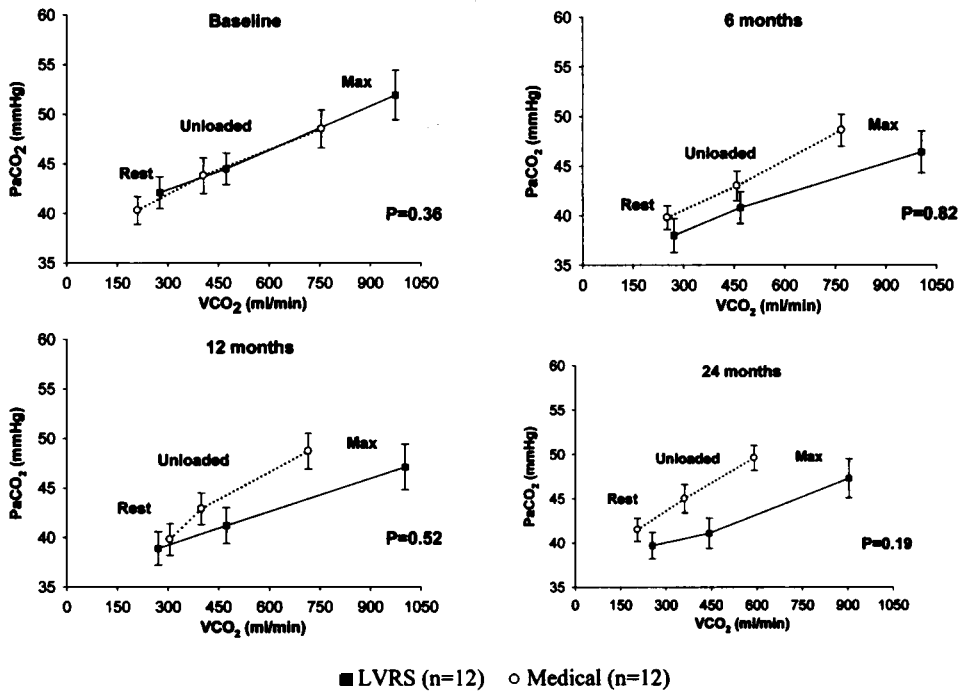 Baseline
60
55
50
45
40
35
PaCO2 (mmHg)
Rest
Unloaded
Max
P=0.36
0 150 300 450 600 750 900 1050
VCO2 (ml/min)
6 months
60
55
50
45
40
35
PaCO2 (mmHg)
Rest
Unloaded
Max
P=0.82
0 150 300 450 600 750 900 1050
VCO2 (ml/min)
12 months
60
55
50
45
40
35
PaCO2 (mmHg)
Rest
Unloaded
Max
P=0.52
0 150 300 450 600 750 900 1050
VCO2 (ml/min)
24 months
60
55
50
45
40
35
PaCO2 (mmHg)
Rest
Unloaded
Max
P=0.19
0 150 300 450 600 750 900 1050
VCO2 (ml/min)
■ LVRS (n=12) ○ Medical (n=12)